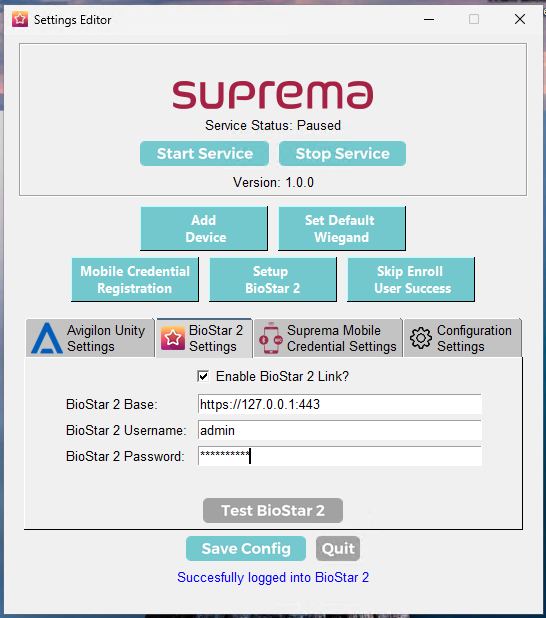 Settings Editor
suprema
Service Status: Paused
Start Service Stop Service
Version: 1.0.0
Add Device
Set Default Wiegand
Mobile Credential Registration
Setup BioStar 2
Skip Enroll User Success
Avigilon Unity Settings
BioStar 2 Settings
Suprema Mobile Credential Settings
Configuration Settings
Enable BioStar 2 Link?
BioStar 2 Base: https://127.0.0.1:443
BioStar 2 Username: admin
BioStar 2 Password: **********
Test BioStar 2
Save Config Quit
Succesfully logged into BioStar 2